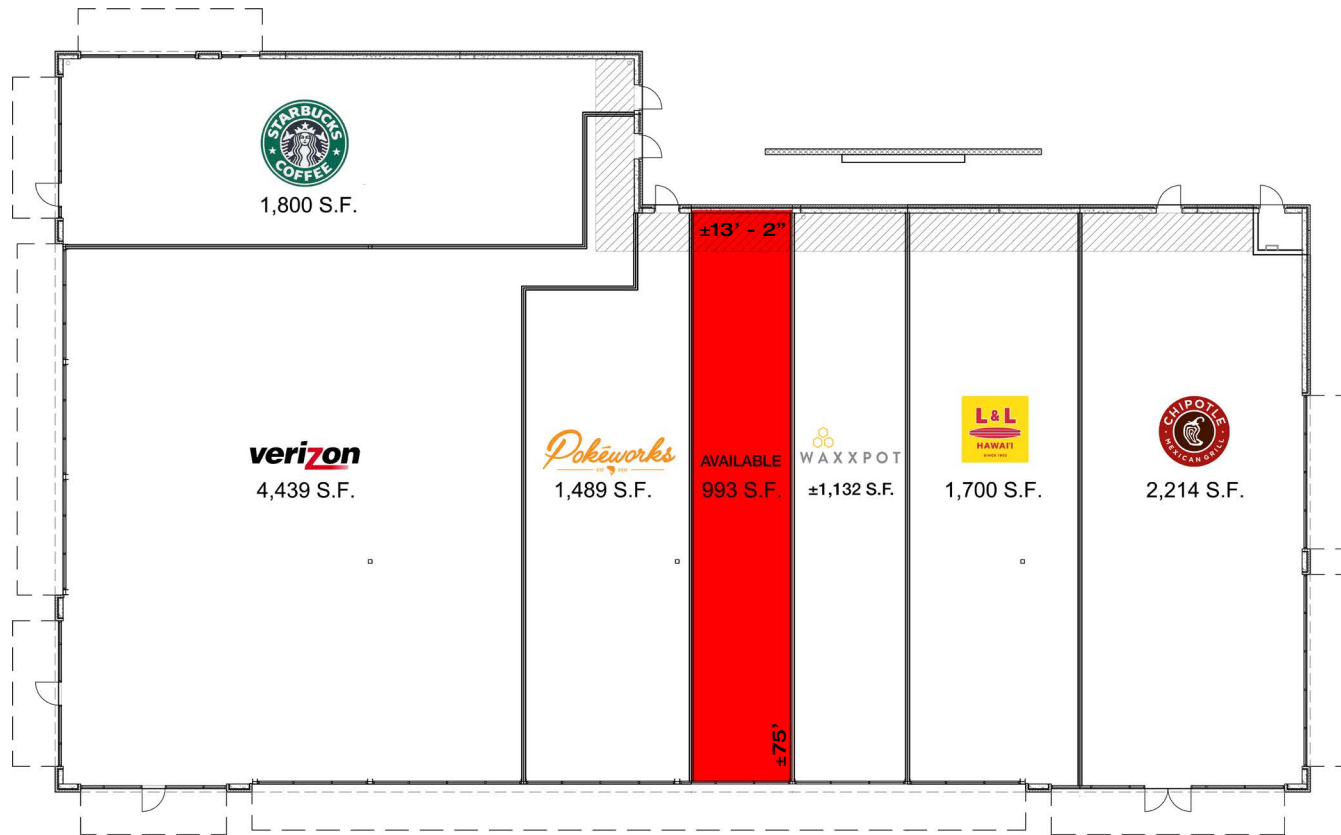 STARBUCKS
COFFEE
1,800 S.F.
±13' - 2”
verizon
4,439 S.F.
Pokéworks
1,489 S.F.
AVAILABLE
993 S.F.
±75'
WAXXPOT
±1,132 S.F.
L & L
HAWAI'I
1,700 S.F.
CHIPOTLE
MEXICAN GRILL
2,214 S.F.